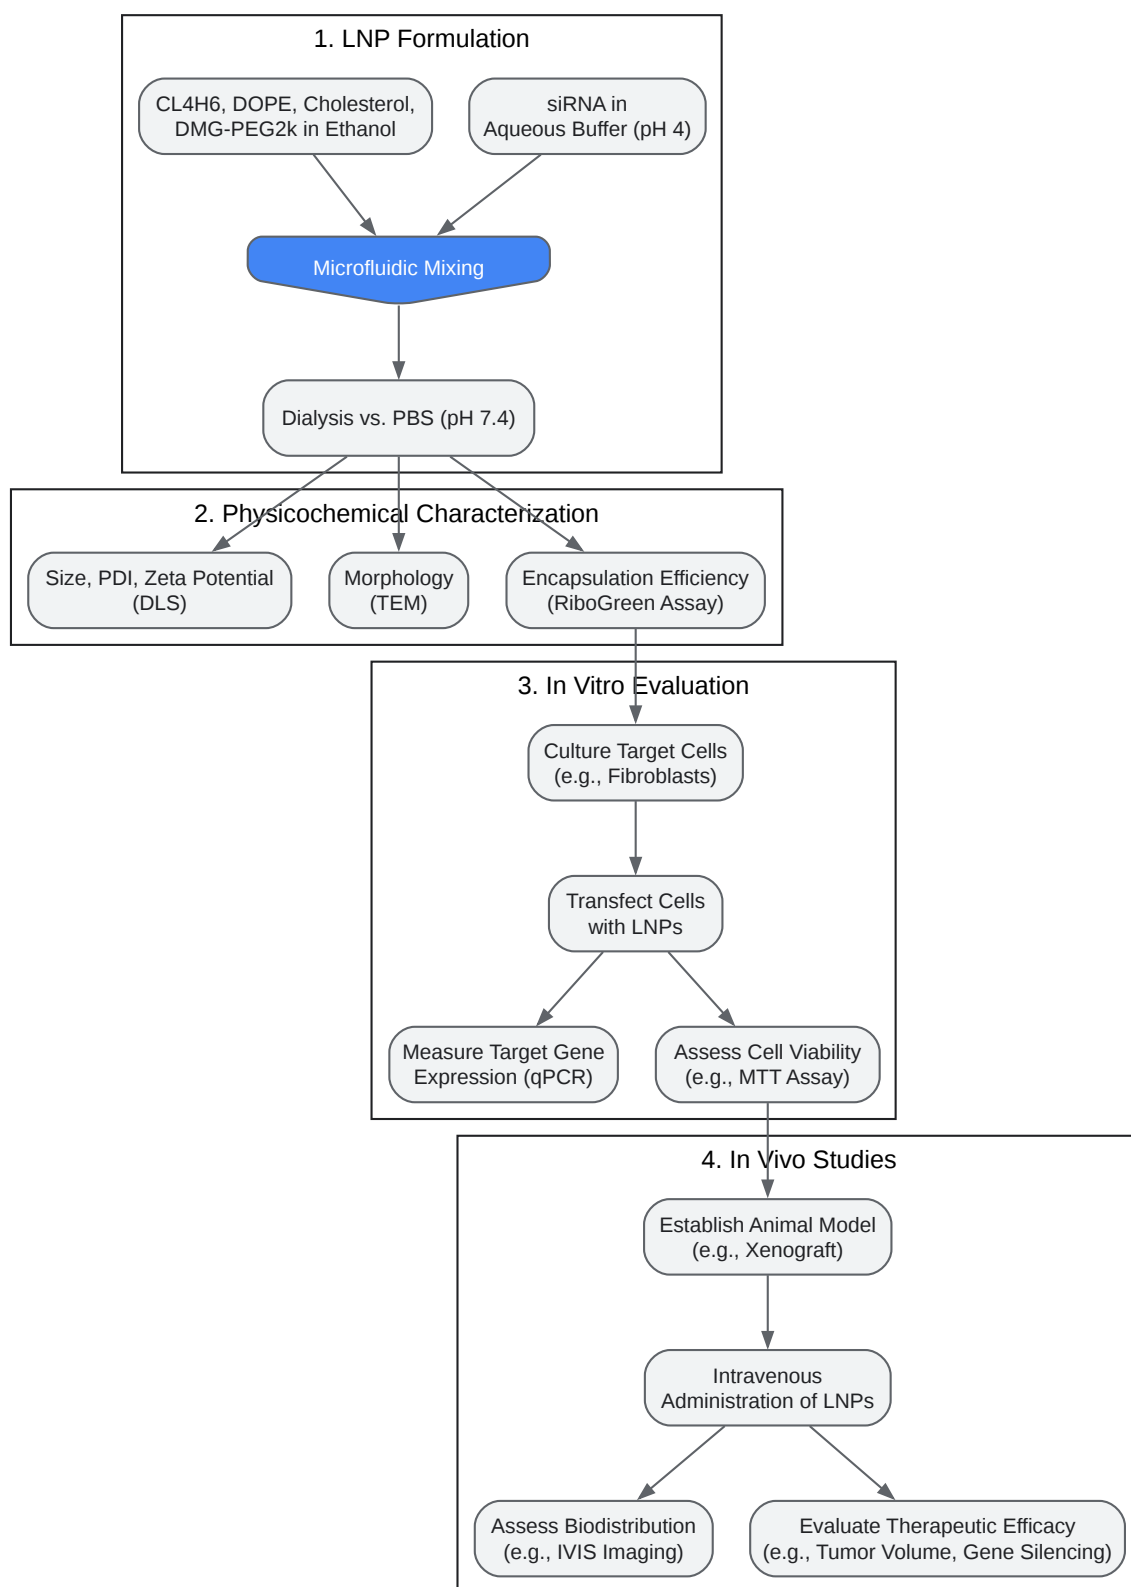 1. LNP Formulation
CL4H6, DOPE, Cholesterol,
DMG-PEG2k in Ethanol
siRNA in
Aqueous Buffer (pH 4)
Microfluidic Mixing
Dialysis vs. PBS (pH 7.4)
2. Physicochemical Characterization
Size, PDI, Zeta Potential
(DLS)
Morphology
(TEM)
Encapsulation Efficiency
(RiboGreen Assay)
3. In Vitro Evaluation
Culture Target Cells
(e.g., Fibroblasts)
Transfect Cells
with LNPs
Measure Target Gene
Expression (qPCR)
Assess Cell Viability
(e.g., MTT Assay)
4. In Vivo Studies
Establish Animal Model
(e.g., Xenograft)
Intravenous
Administration of LNPs
Assess Biodistribution
(e.g., IVIS Imaging)
Evaluate Therapeutic Efficacy
(e.g., Tumor Volume, Gene Silencing)